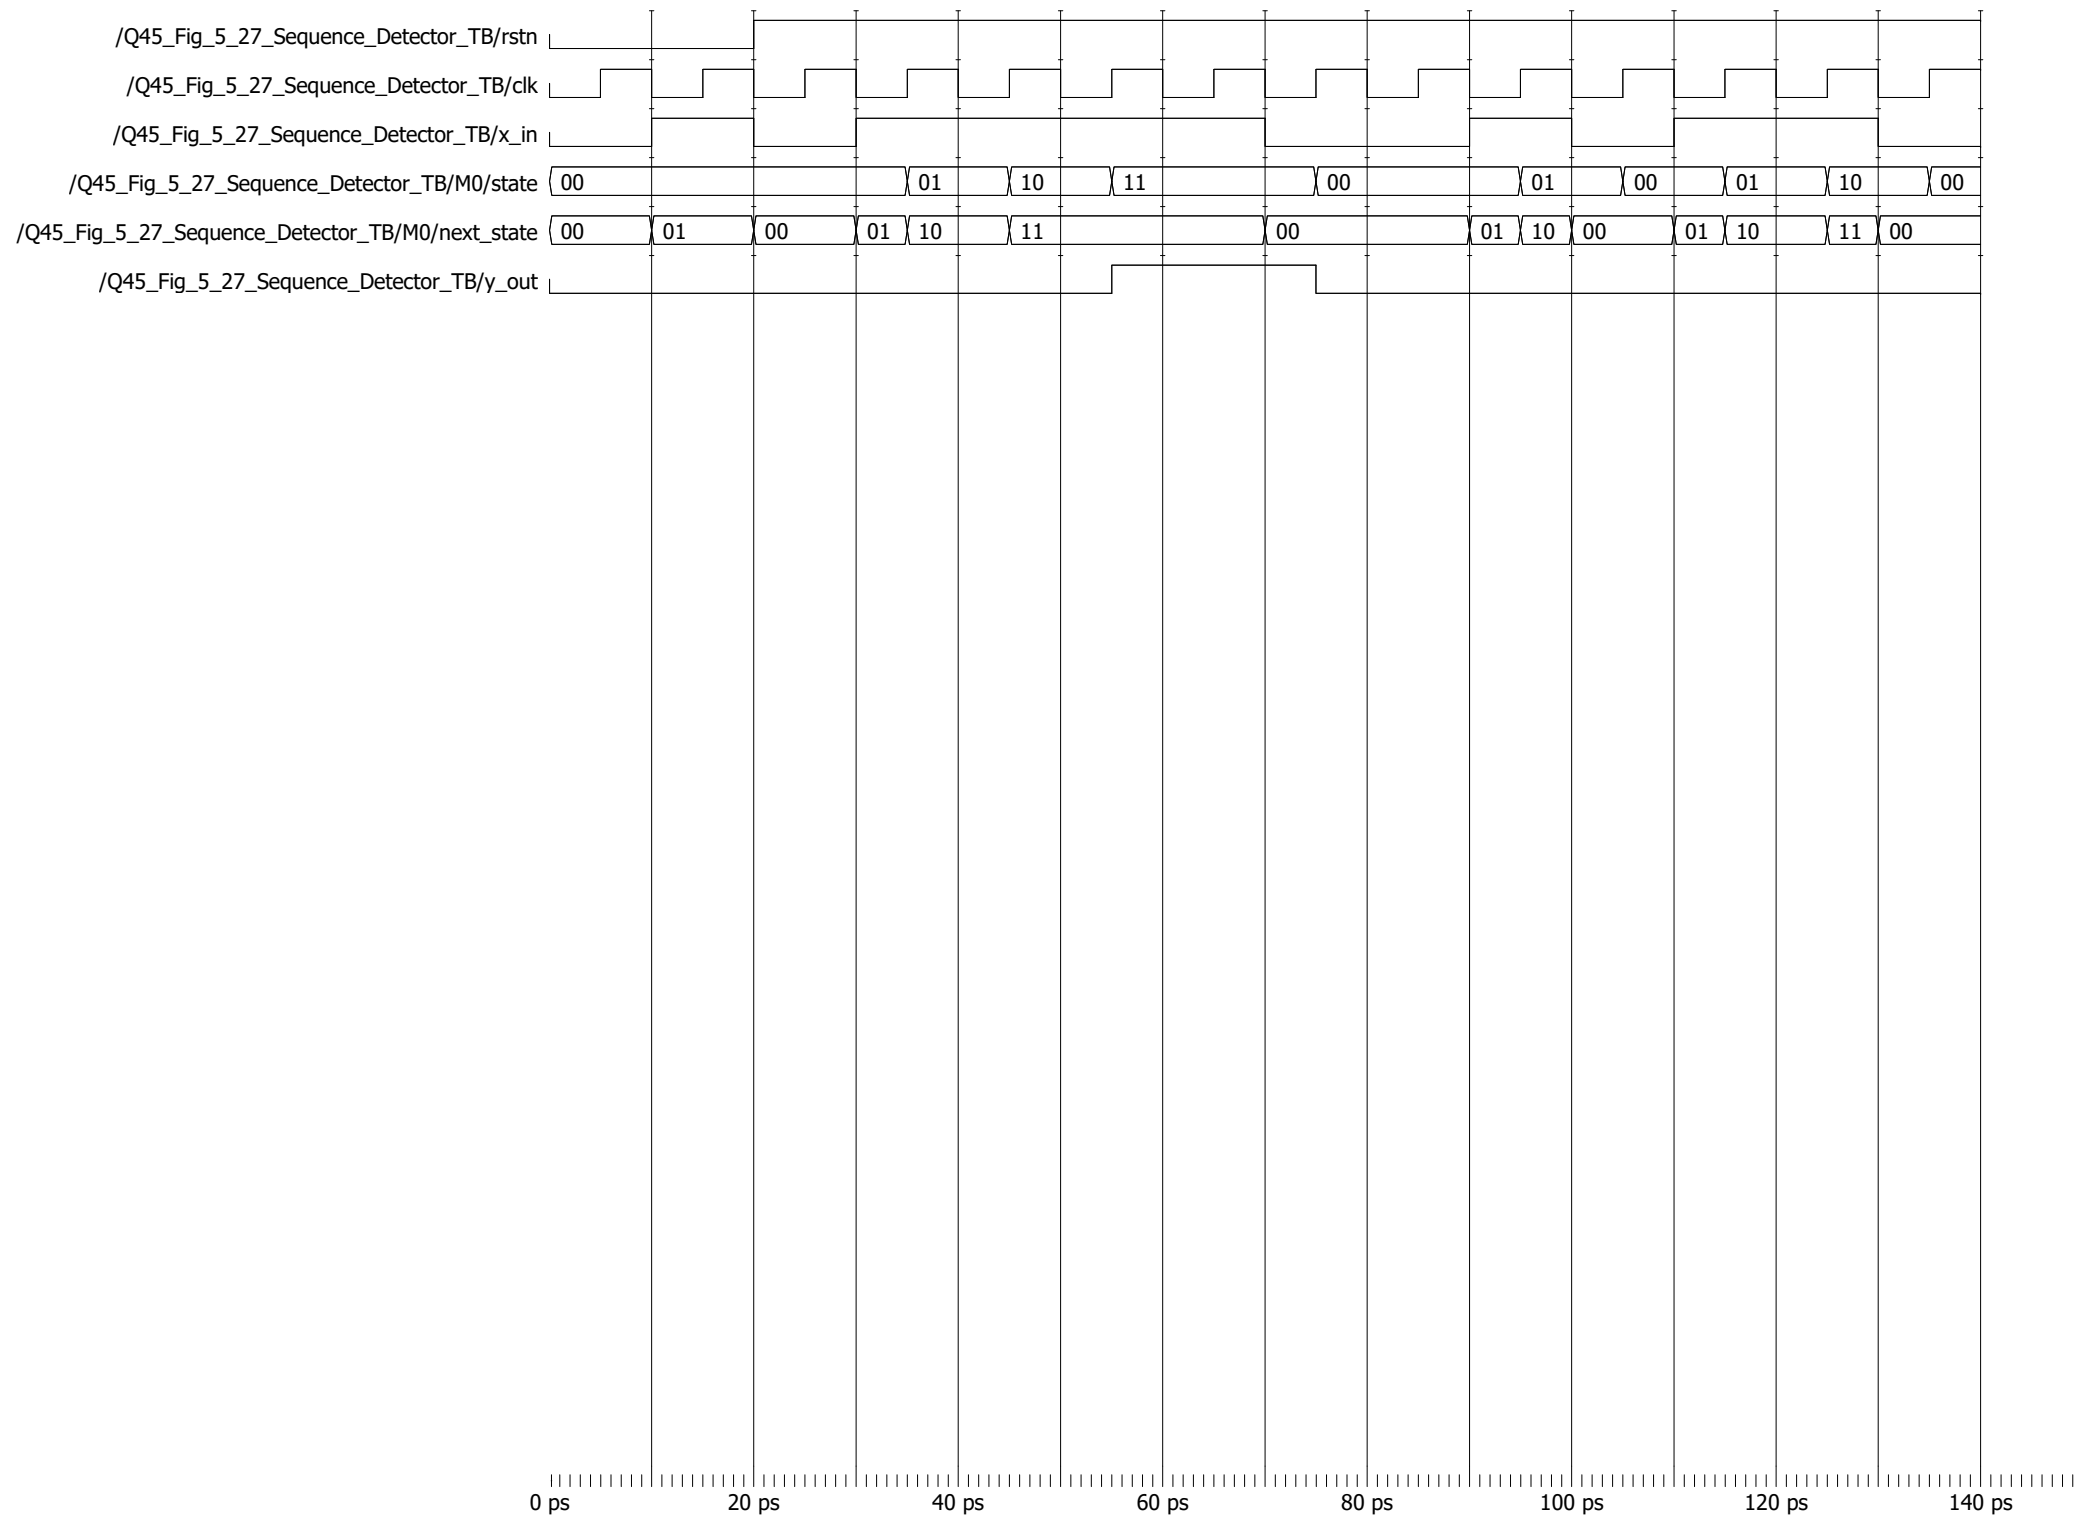 /Q45_Fig_5_27_Sequence_Detector_TB/rstn
/Q45_Fig_5_27_Sequence_Detector_TB/clk
/Q45_Fig_5_27_Sequence_Detector_TB/x_in
/Q45_Fig_5_27_Sequence_Detector_TB/M0/state 00 01 10 11 00 01 00 01 10 00
/Q45_Fig_5_27_Sequence_Detector_TB/M0/next_state 00 01 00 01 10 11 00 01 10 00 01 10 11 00
/Q45_Fig_5_27_Sequence_Detector_TB/y_out
0 ps 20 ps 40 ps 60 ps 80 ps 100 ps 120 ps 140 ps